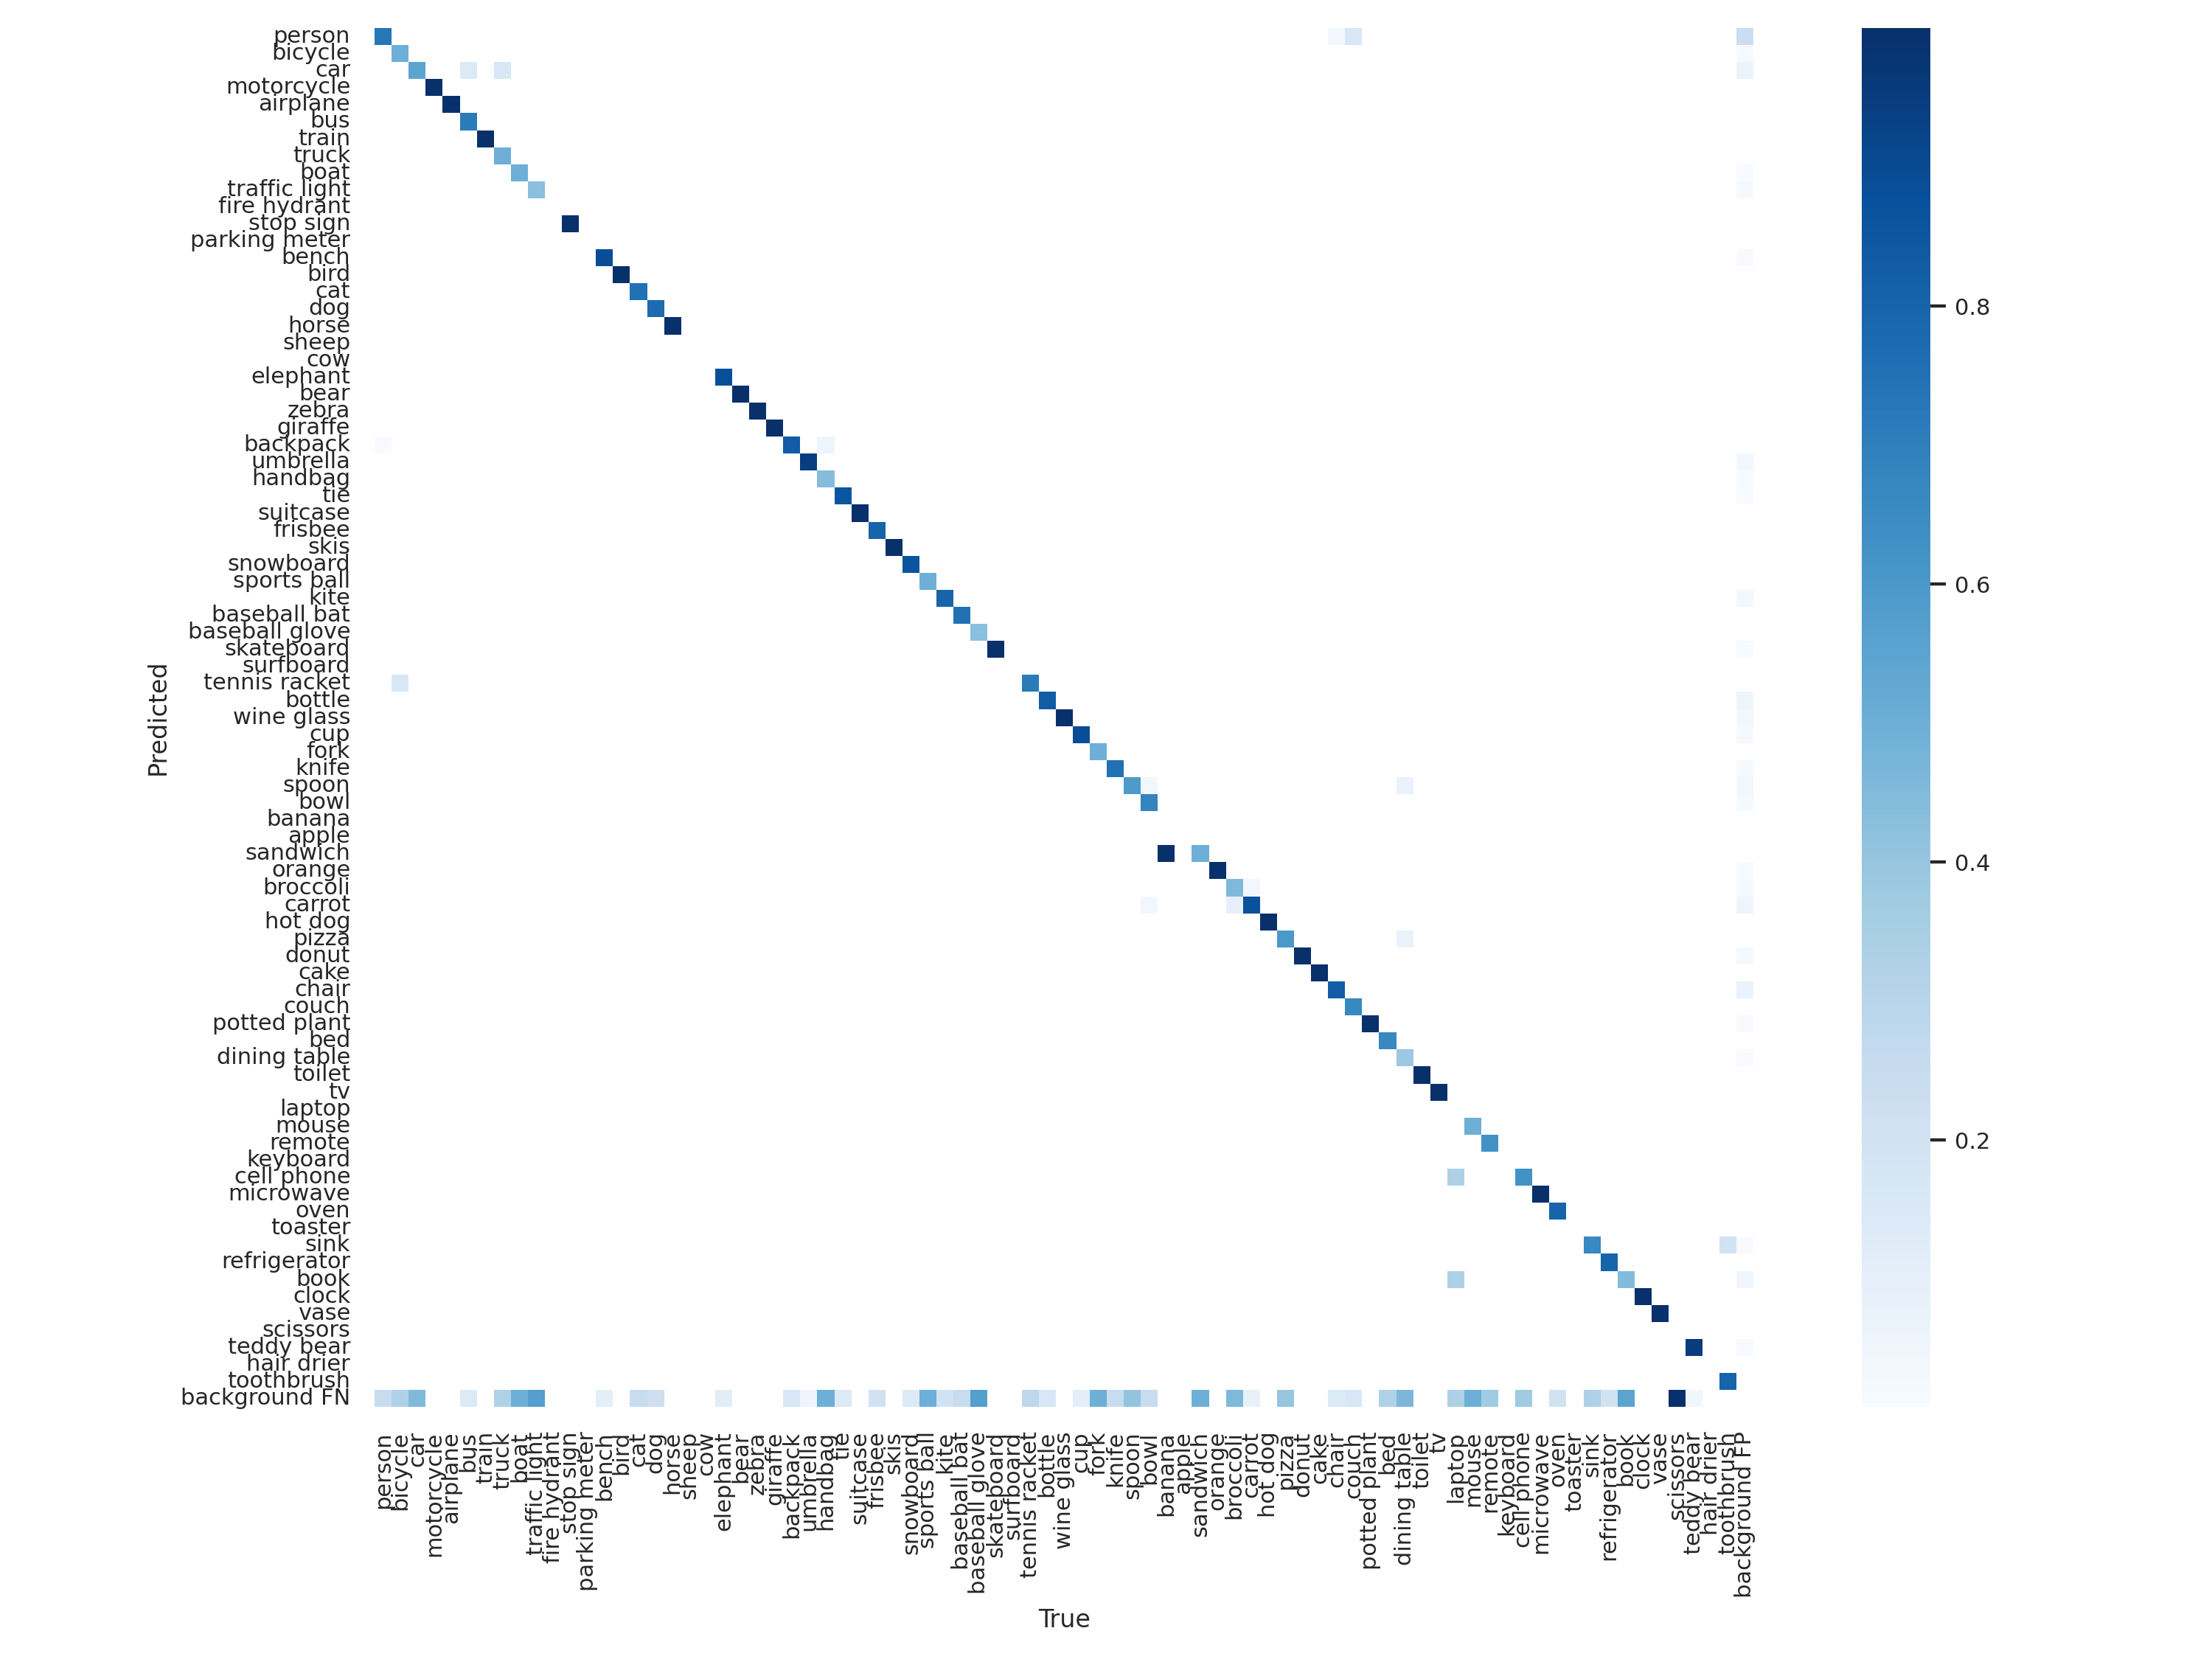 person
bicycle
car
motorcycle
airplane
bus
train
truck
boat
traffic light
fire hydrant
stop sign
parking meter
bench
bird
cat
dog
horse
sheep
cow
elephant
bear
zebra
giraffe
backpack
umbrella
handbag
tie
suitcase
frisbee
skis
snowboard
sports ball
kite
baseball bat
baseball glove
skateboard
surfboard
tennis racket
bottle
wine glass
cup
fork
knife
spoon
bowl
banana
apple
sandwich
orange
broccoli
carrot
hot dog
pizza
donut
cake
chair
couch
potted plant
bed
dining table
toilet
tv
laptop
mouse
remote
keyboard
cell phone
microwave
oven
toaster
sink
refrigerator
book
clock
vase
scissors
teddy bear
hair drier
toothbrush
background FN
Predicted
person
bicycle
car
motorcycle
airplane
bus
train
truck
boat
traffic light
fire hydrant
stop sign
parking meter
bench
bird
cat
dog
horse
sheep
cow
elephant
bear
zebra
giraffe
backpack
umbrella
handbag
tie
suitcase
frisbee
skis
snowboard
sports ball
kite
baseball bat
baseball glove
skateboard
surfboard
tennis racket
bottle
wine glass
cup
fork
knife
spoon
bowl
banana
apple
sandwich
orange
broccoli
carrot
hot dog
pizza
donut
cake
chair
couch
potted plant
bed
dining table
toilet
tv
laptop
mouse
remote
keyboard
cell phone
microwave
oven
toaster
sink
refrigerator
book
clock
vase
scissors
teddy bear
hair drier
toothbrush
background FP
True
0.8
0.6
0.4
0.2